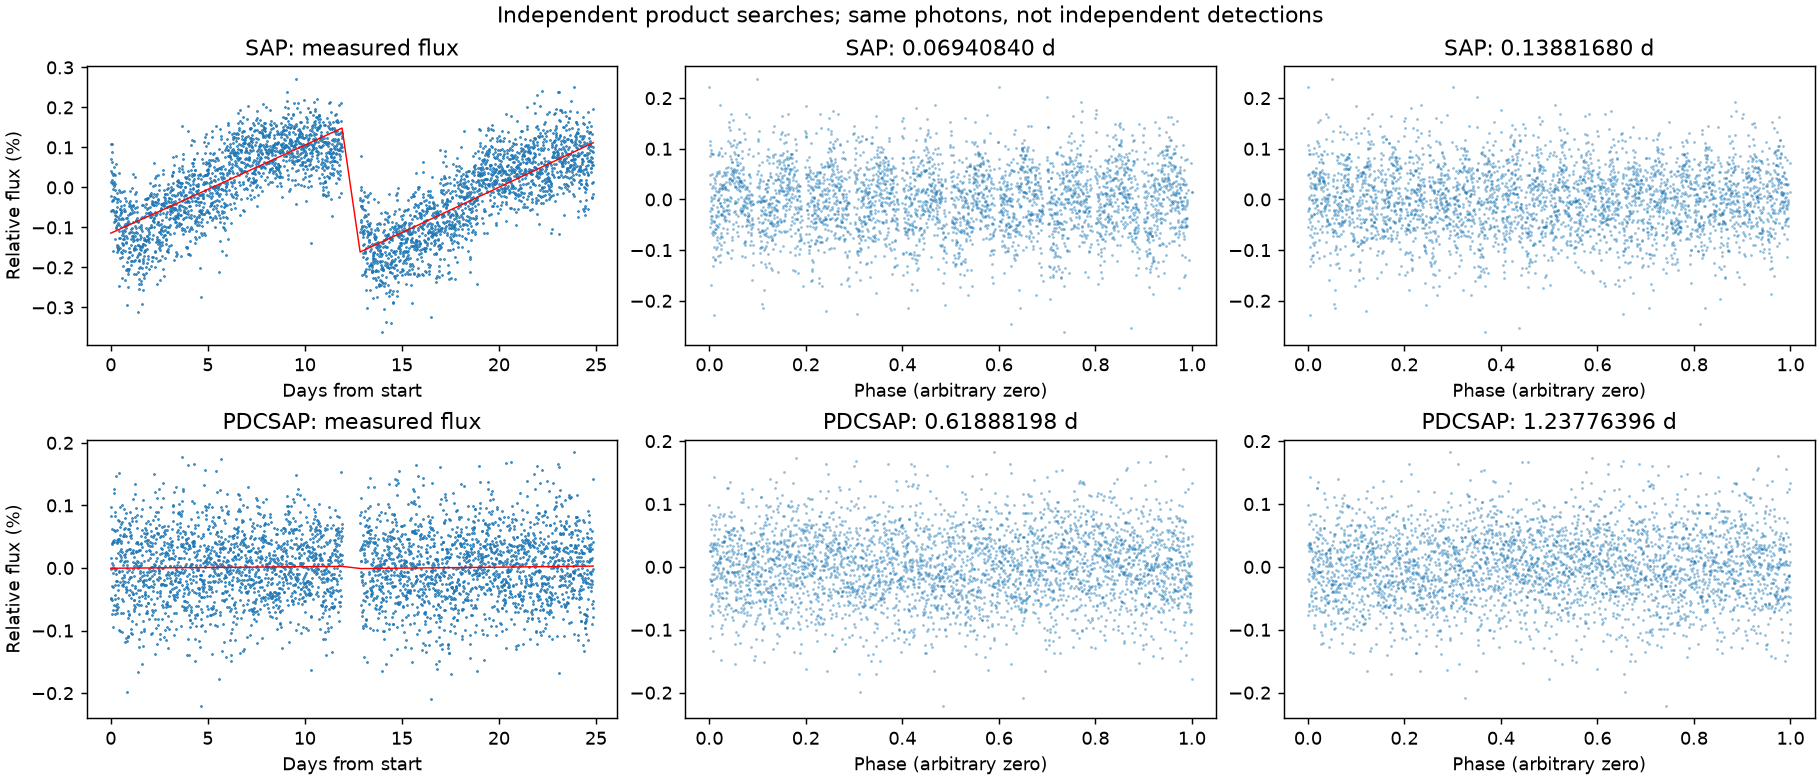 Independent product searches; same photons, not independent detections
SAP: measured flux
SAP: 0.06940840 d
SAP: 0.13881680 d
Relative flux (%)
0.3
0.2
0.1
0.0
−0.1
−0.2
−0.3
0 5 10 15 20 25
Days from start
0.2
0.1
0.0
−0.1
−0.2
0.0 0.2 0.4 0.6 0.8 1.0
Phase (arbitrary zero)
0.2
0.1
0.0
−0.1
−0.2
0.0 0.2 0.4 0.6 0.8 1.0
Phase (arbitrary zero)
PDCSAP: measured flux
PDCSAP: 0.61888198 d
PDCSAP: 1.23776396 d
Relative flux (%)
0.2
0.1
0.0
−0.1
−0.2
0 5 10 15 20 25
Days from start
0.2
0.1
0.0
−0.1
−0.2
0.0 0.2 0.4 0.6 0.8 1.0
Phase (arbitrary zero)
0.2
0.1
0.0
−0.1
−0.2
0.0 0.2 0.4 0.6 0.8 1.0
Phase (arbitrary zero)